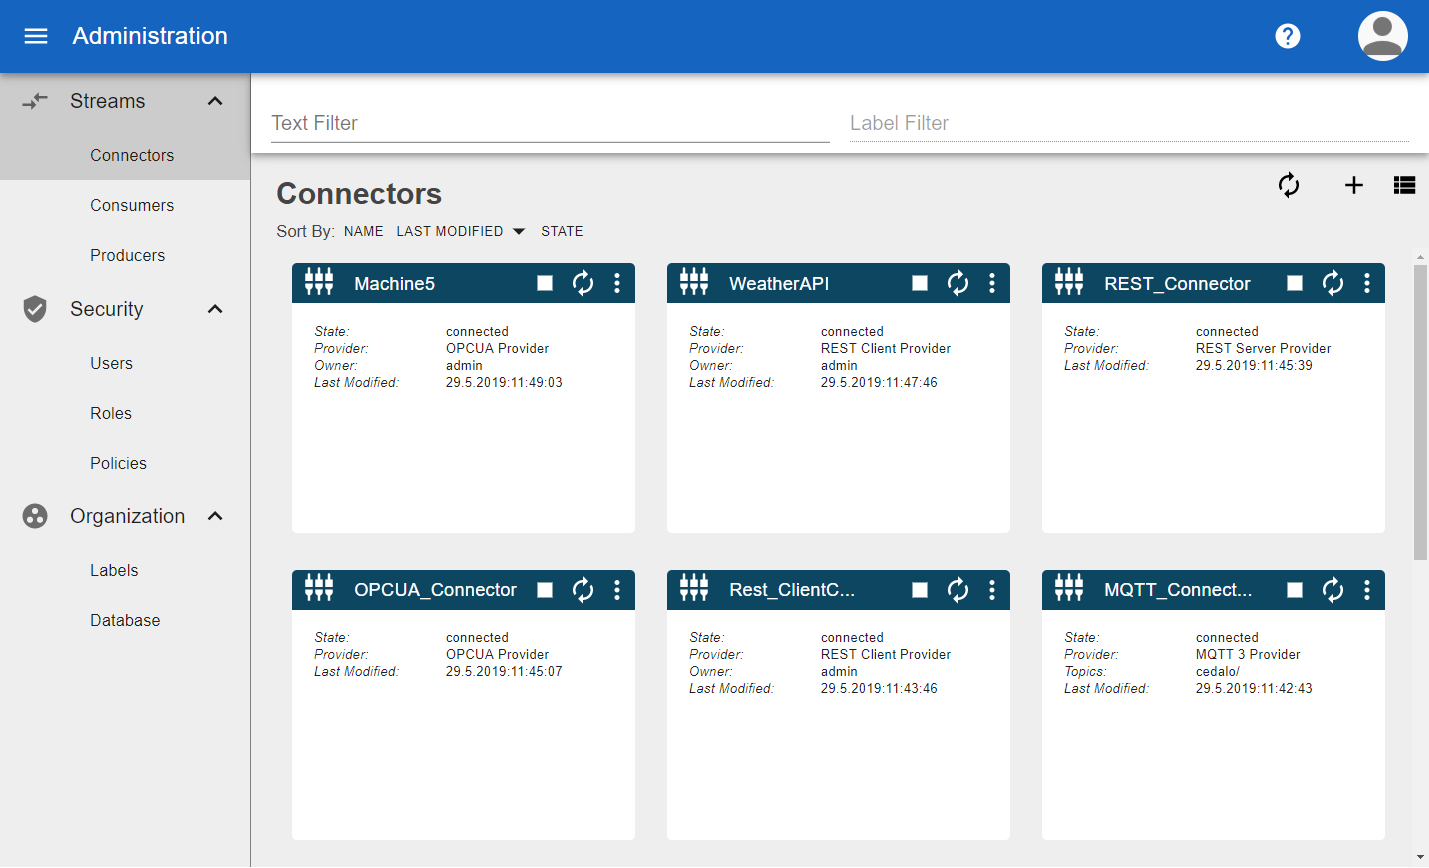 Administration
?
Streams
Connectors
Consumers
Producers
Security
Users
Roles
Policies
Organization
Labels
Database
Text Filter
Label Filter
Connectors
Sort By: NAME LAST MODIFIED STATE
Machine5
State: connected
Provider: OPCUA Provider
Owner: admin
Last Modified: 29.5.2019:11:49:03
WeatherAPI
State: connected
Provider: REST Client Provider
Owner: admin
Last Modified: 29.5.2019:11:47:46
REST_Connector
State: connected
Provider: REST Server Provider
Last Modified: 29.5.2019:11:45:39
OPCUA_Connector
State: connected
Provider: OPCUA Provider
Last Modified: 29.5.2019:11:45:07
Rest_ClientC...
State: connected
Provider: REST Client Provider
Owner: admin
Last Modified: 29.5.2019:11:43:46
MQTT_Connect...
State: connected
Provider: MQTT 3 Provider
Topics: cedalo/
Last Modified: 29.5.2019:11:42:43